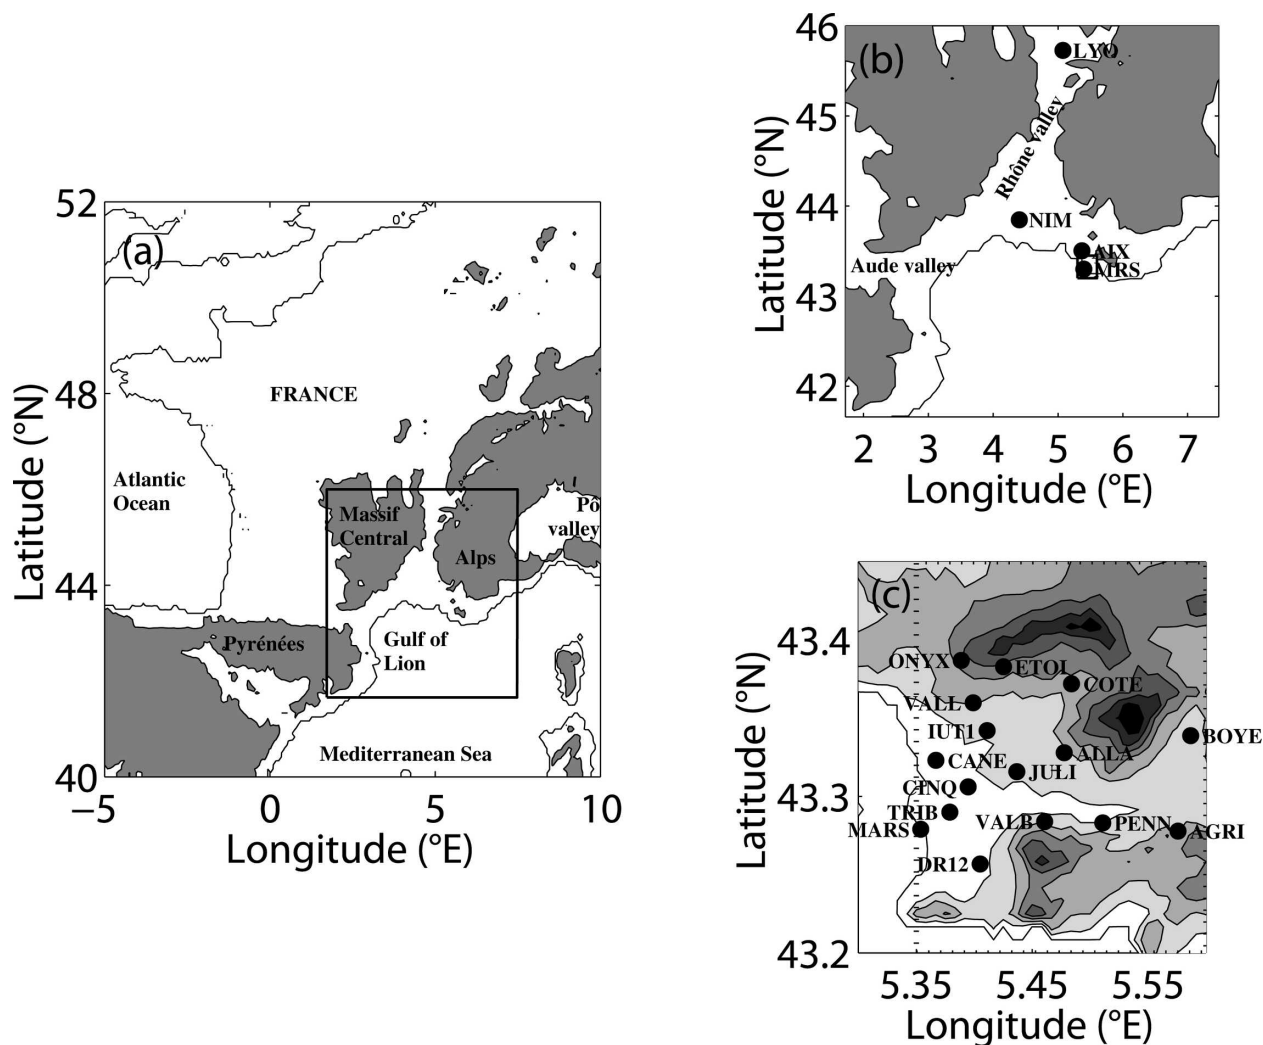 52
48
44
40
Latitude (°N)
(a)
FRANCE
Atlantic
Ocean
Massif
Central
Alps
Pô
valley
Pyrénées
Gulf of
Lion
Mediterranean Sea
−5
0
5
10
Longitude (°E)
46
45
44
43
42
Latitude (°N)
(b)
LYO
Rhône valley
NIM
AIX
Aude valley
MRS
2
3
4
5
6
7
Longitude (°E)
43.4
43.3
43.2
Latitude (°N)
(c)
ONYX
ETOI
COTE
VALL
IUT1
BOYE
CANE
ALLA
JULI
CINQ
TRIB
MARS
VALB
PENN
AGRI
DR12
5.35
5.45
5.55
Longitude (°E)